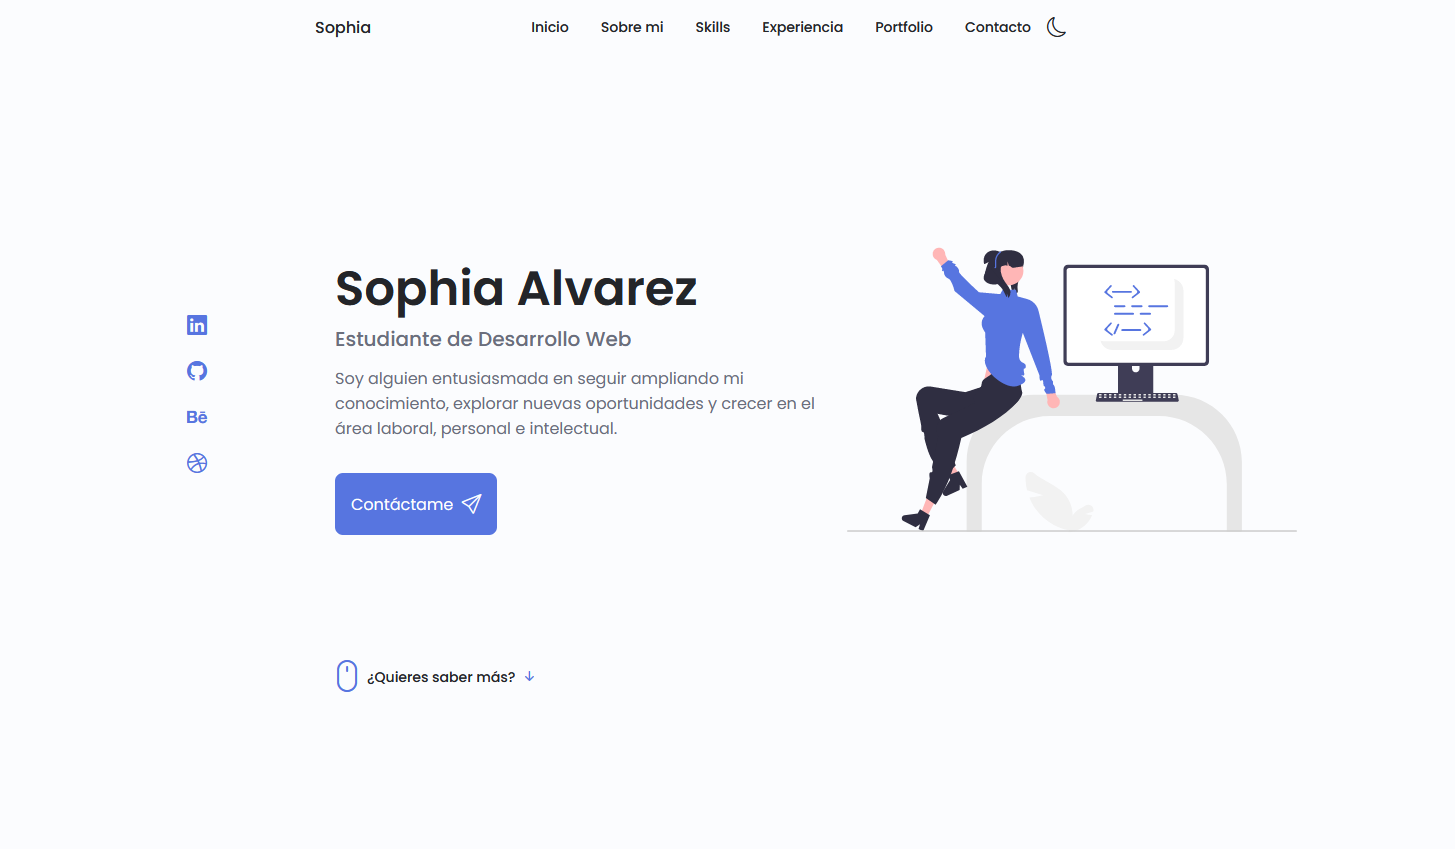 Sophia
Inicio
Sobre mi
Skills
Experiencia
Portfolio
Contacto
Sophia Alvarez
Estudiante de Desarrollo Web
Soy alguien entusiasmada en seguir ampliando mi
conocimiento, explorar nuevas oportunidades y crecer en el
área laboral, personal e intelectual.
Contáctame
¿Quieres saber más?